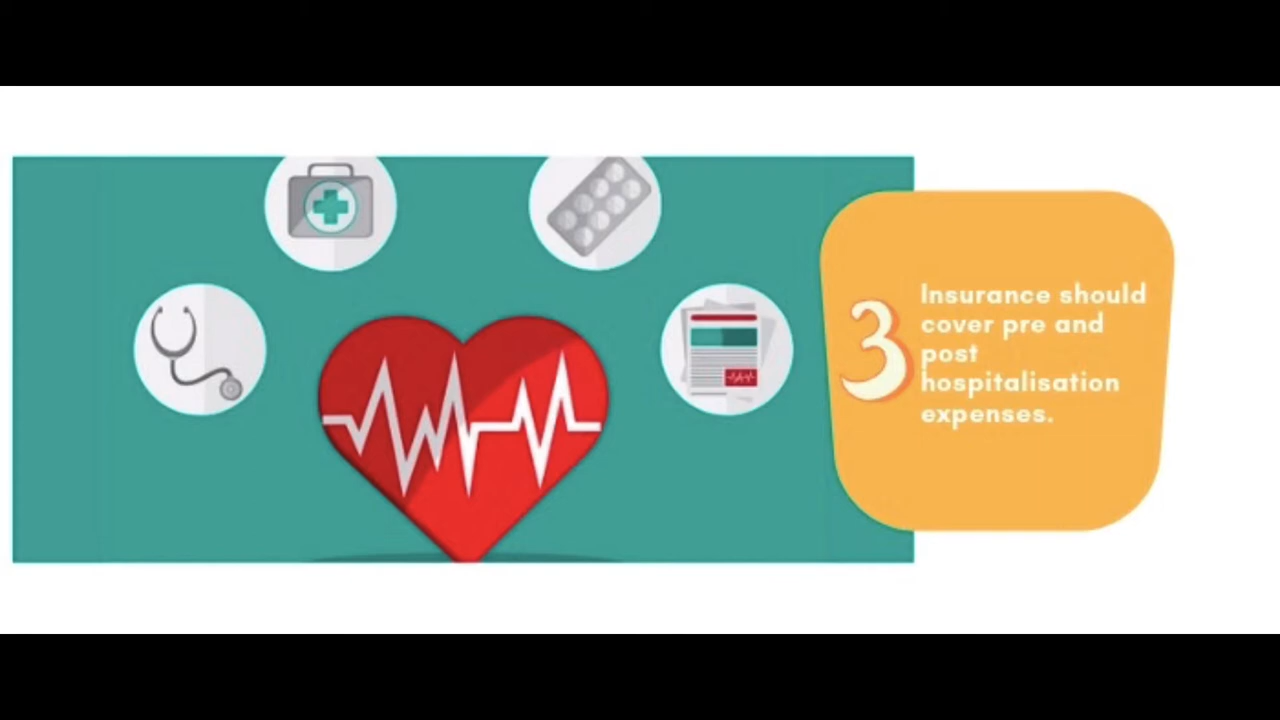 3
Insurance should
cover pre and
post
hospitalisation
expenses.